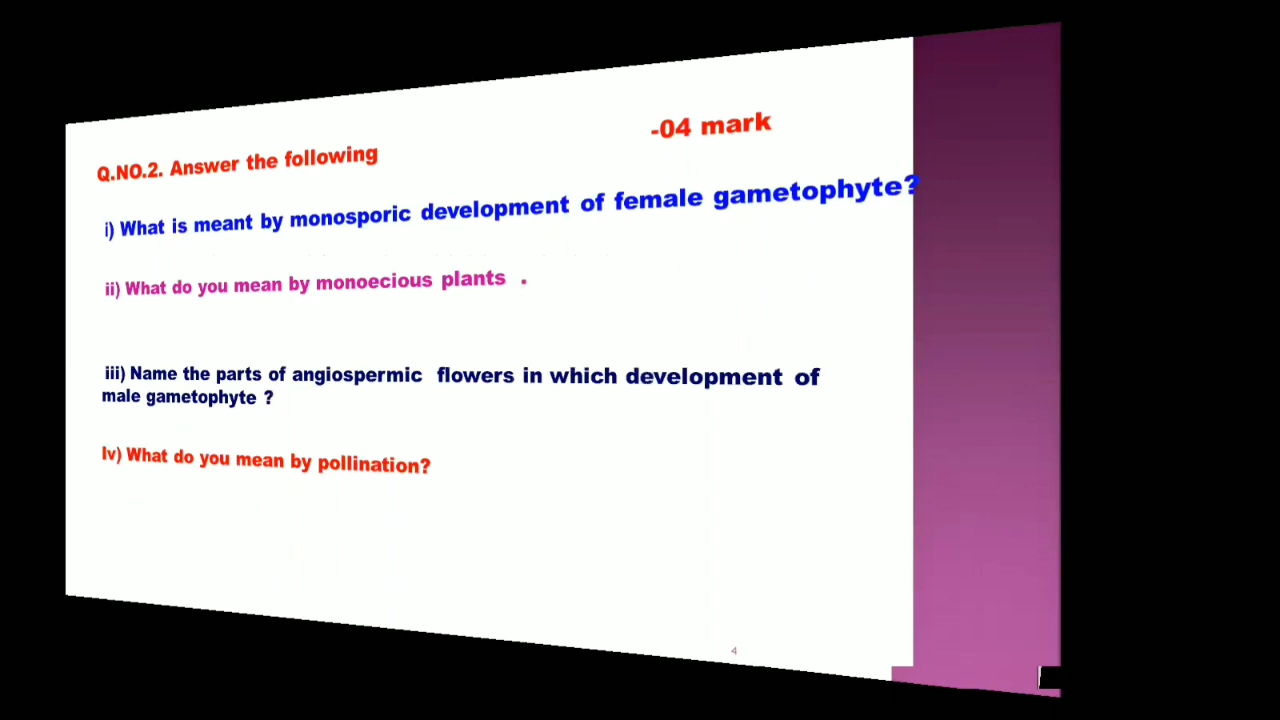 -04 mark
Q.NO.2. Answer the following
i) What is meant by monosporic development of female gametophyte?
ii) What do you mean by monoecious plants .
iii) Name the parts of angiospermic flowers in which development of
male gametophyte ?
Iv) What do you mean by pollination?
4